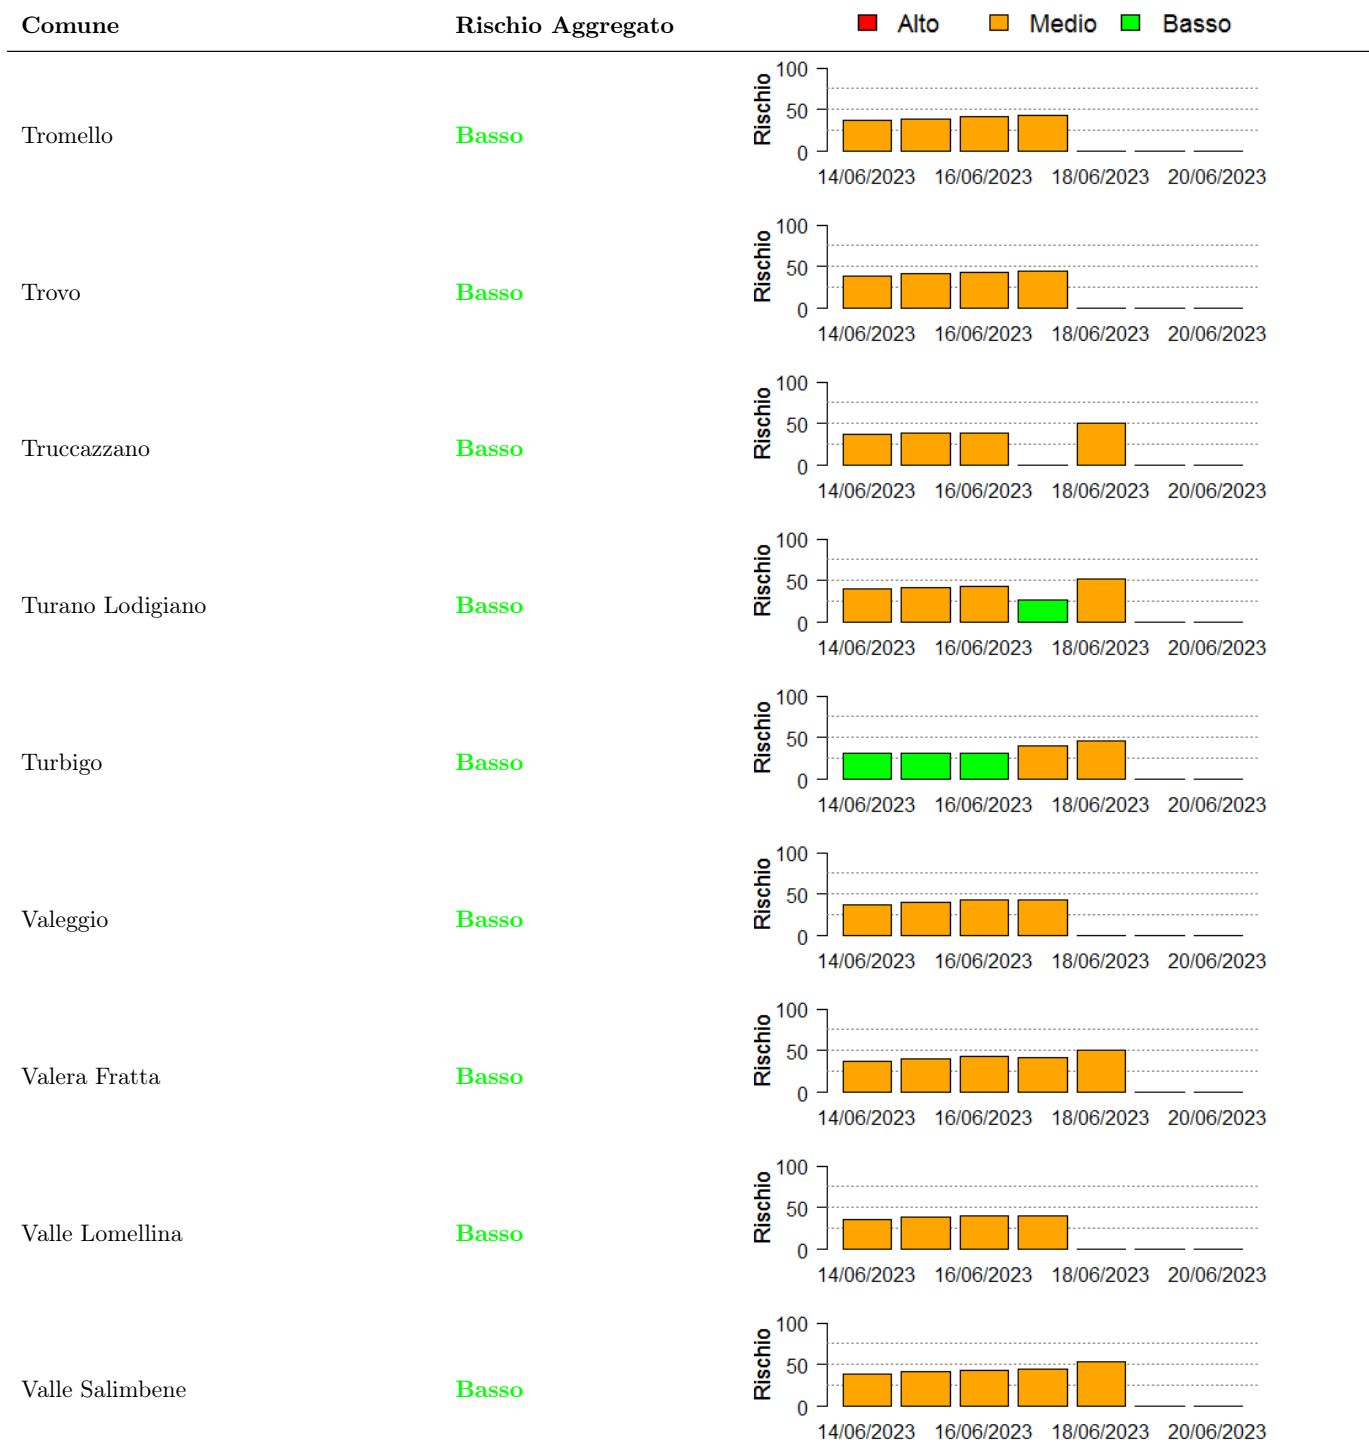 Comune Rischio Aggregato Alto Medio Basso
100
50
0
Rischio
Tromello Basso
14/06/2023 16/06/2023 18/06/2023 20/06/2023
100
50
0
Rischio
Trovo Basso
14/06/2023 16/06/2023 18/06/2023 20/06/2023
100
50
0
Rischio
Truccazzano Basso
14/06/2023 16/06/2023 18/06/2023 20/06/2023
100
50
0
Rischio
Turano Lodigiano Basso
14/06/2023 16/06/2023 18/06/2023 20/06/2023
100
50
0
Rischio
Turbigo Basso
14/06/2023 16/06/2023 18/06/2023 20/06/2023
100
50
0
Rischio
Valeggio Basso
14/06/2023 16/06/2023 18/06/2023 20/06/2023
100
50
0
Rischio
Valera Fratta Basso
14/06/2023 16/06/2023 18/06/2023 20/06/2023
100
50
0
Rischio
Valle Lomellina Basso
14/06/2023 16/06/2023 18/06/2023 20/06/2023
100
50
0
Rischio
Valle Salimbene Basso
14/06/2023 16/06/2023 18/06/2023 20/06/2023